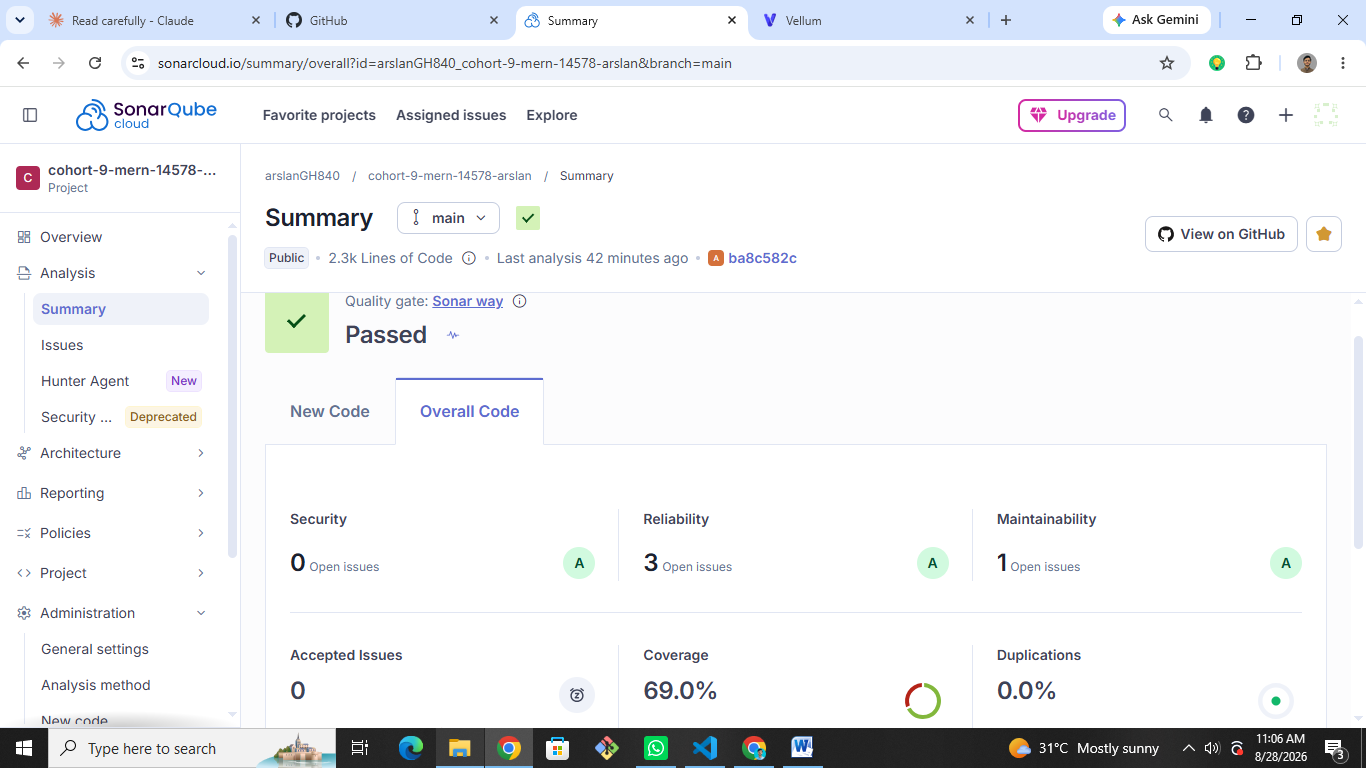 Read carefully - Claude
GitHub
Summary
Vellum
Ask Gemini
sonarcloud.io/summary/overall?id=arslanGH840_cohort-9-mern-14578-arslan&branch=main
SonarQube cloud
Favorite projects
Assigned issues
Explore
Upgrade
C
cohort-9-mern-14578-...
Project
Overview
Analysis
Summary
Issues
Hunter Agent
New
Security ...
Deprecated
Architecture
Reporting
Policies
Project
Administration
General settings
Analysis method
New code
arslanGH840 / cohort-9-mern-14578-arslan / Summary
Summary
main
View on GitHub
Public • 2.3k Lines of Code • Last analysis 42 minutes ago • A ba8c582c
Quality gate: Sonar way
Passed
New Code
Overall Code
Security
0 Open issues
A
Reliability
3 Open issues
A
Maintainability
1 Open issues
A
Accepted Issues
0
Coverage
69.0%
Duplications
0.0%
Type here to search
31°C Mostly sunny
11:06 AM
8/28/2026
3